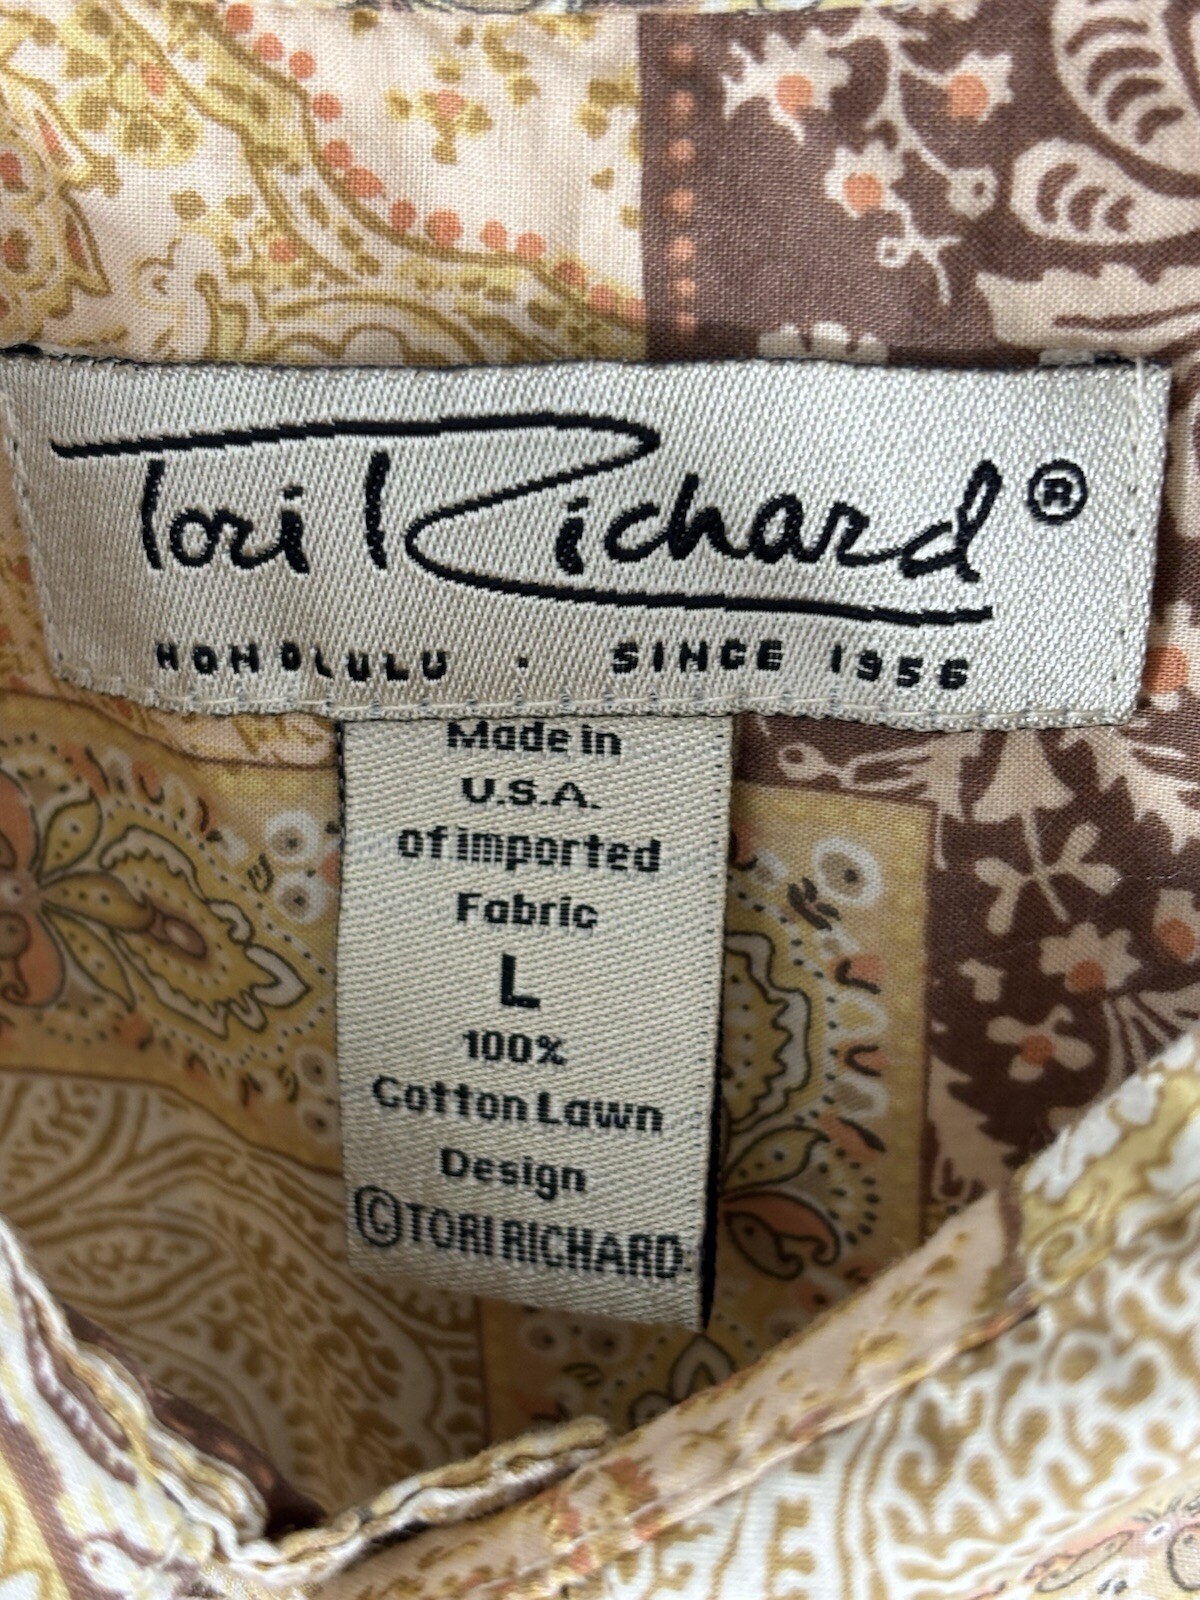 Tori Richard®
HONOLULU · SINCE 1956
Made in
U.S.A.
of imported
Fabric
L
100%
Cotton Lawn
Design
©TORI RICHARD